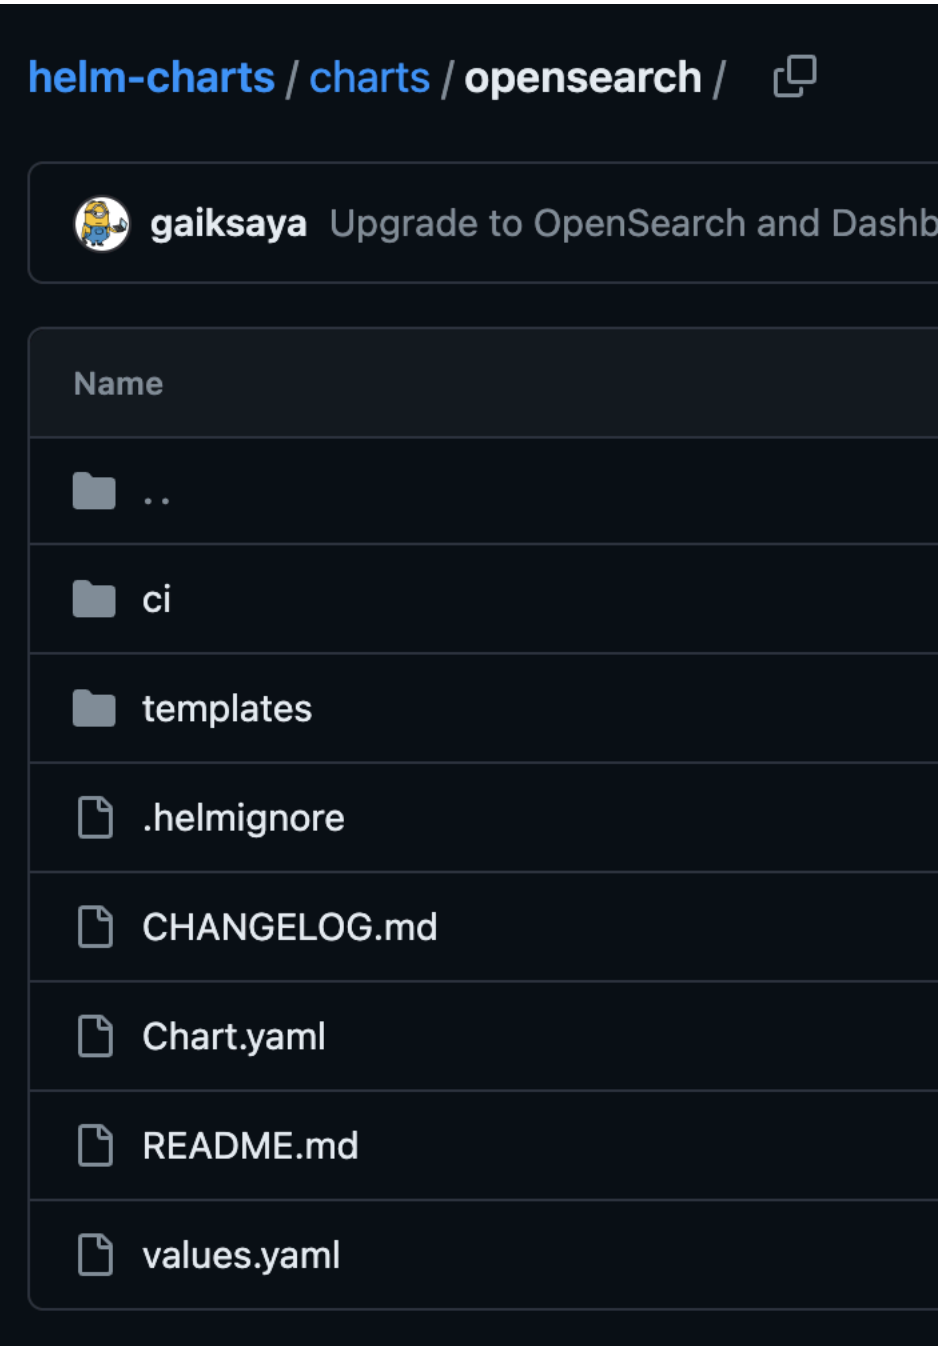 helm-charts / charts / opensearch /
gaiksaya Upgrade to OpenSearch and Dashb
Name
..
ci
templates
.helmignore
CHANGELOG.md
Chart.yaml
README.md
values.yaml